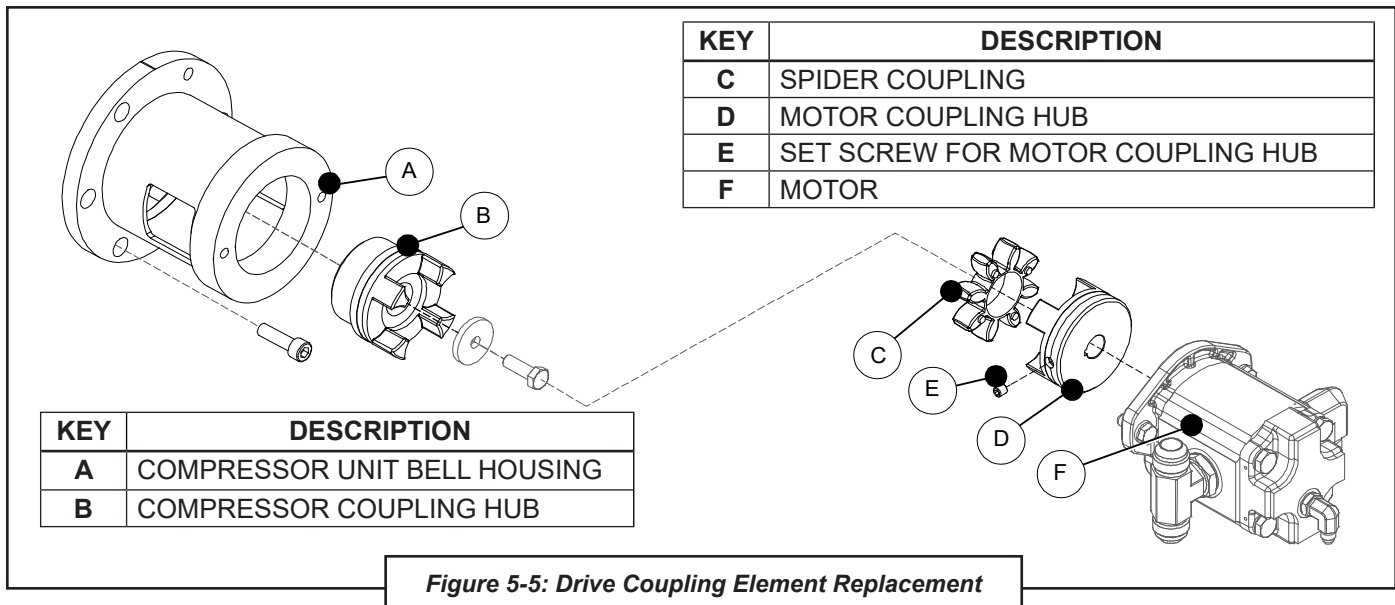 KEY DESCRIPTION
C SPIDER COUPLING
D MOTOR COUPLING HUB
E SET SCREW FOR MOTOR COUPLING HUB
F MOTOR
A
B
C
E
D
F
KEY DESCRIPTION
A COMPRESSOR UNIT BELL HOUSING
B COMPRESSOR COUPLING HUB
Figure 5-5: Drive Coupling Element Replacement